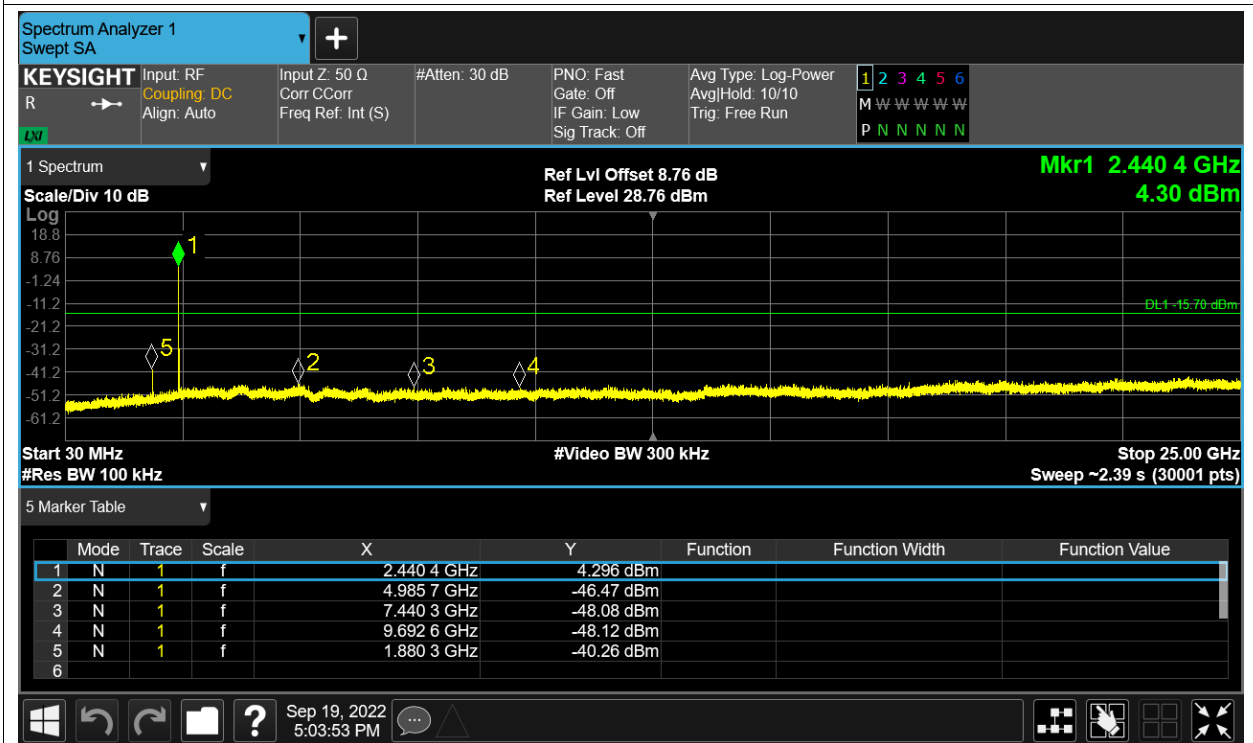 Spectrum Analyzer 1
Swept SA
+
KEYSIGHT Input: RF Input Z: 50 Ω #Atten: 30 dB PNO: Fast Avg Type: Log-Power 1 2 3 4 5 6
R Coupling: DC Corr CCorr Gate: Off Avg|Hold: 10/10 M W W W W W
Align: Auto Freq Ref: Int (S) IF Gain: Low Trig: Free Run
LXI Sig Track: Off P N N N N N
1 Spectrum Ref Lvl Offset 8.76 dB Mkr1 2.440 4 GHz
Scale/Div 10 dB Ref Level 28.76 dBm 4.30 dBm
Log
18.8
1
8.76
-1.24
-11.2 DL1 -15.70 dBm
-21.2
-31.2 5
2 3 4
-41.2
-51.2
-61.2
Start 30 MHz #Video BW 300 kHz Stop 25.00 GHz
#Res BW 100 kHz Sweep ~2.39 s (30001 pts)
5 Marker Table
Mode Trace Scale X Y Function Function Width Function Value
1 N 1 f 2.440 4 GHz 4.296 dBm
2 N 1 f 4.985 7 GHz -46.47 dBm
3 N 1 f 7.440 3 GHz -48.08 dBm
4 N 1 f 9.692 6 GHz -48.12 dBm
5 N 1 f 1.880 3 GHz -40.26 dBm
6
? Sep 19, 2022
5:03:53 PM